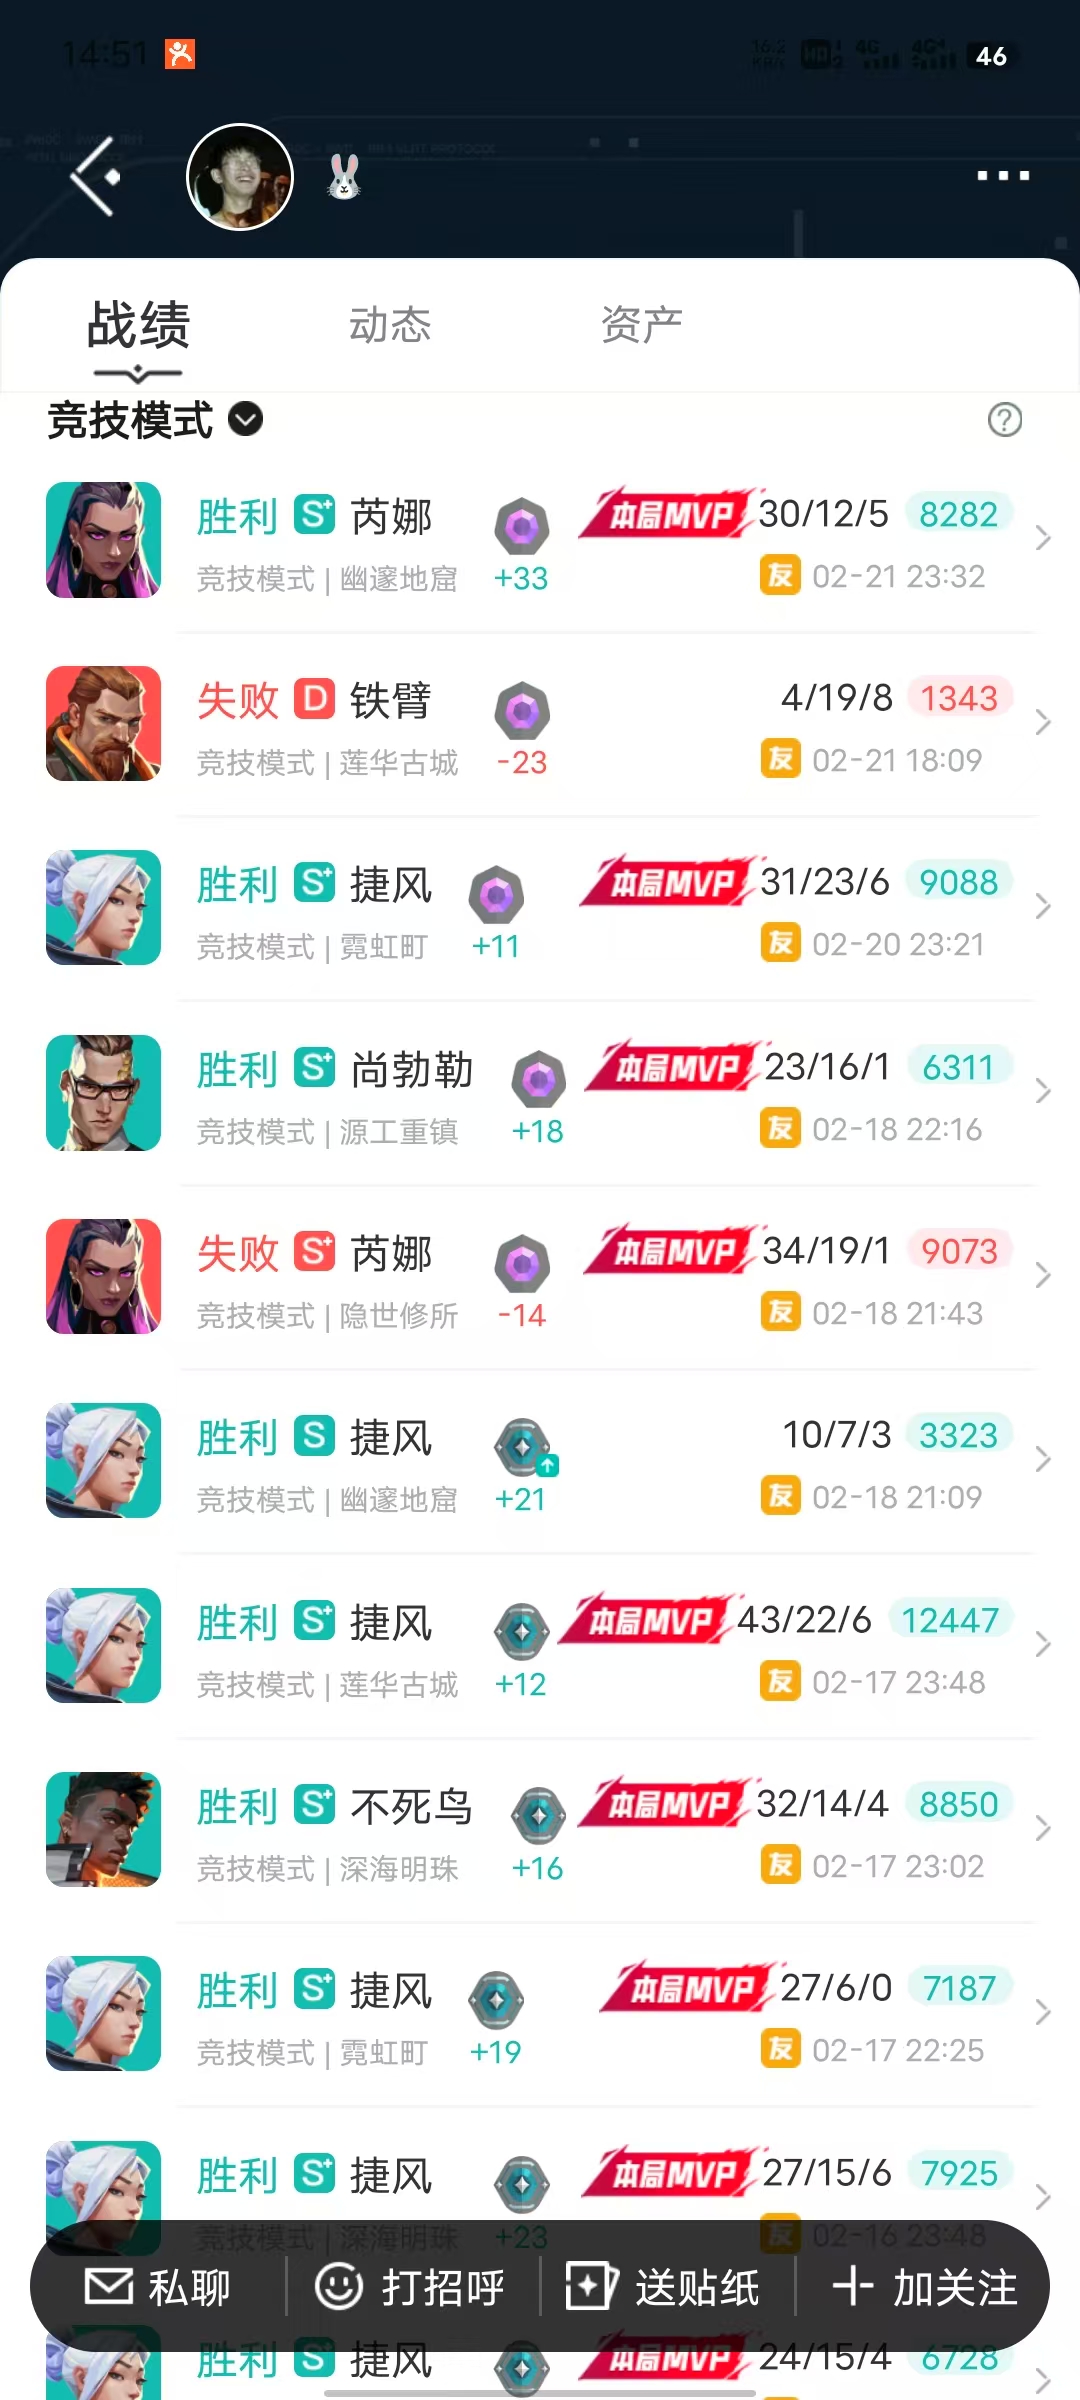 14:51 16.2 KB/s HD 4G 4G 46
战绩 动态 资产
竞技模式
胜利 S+ 芮娜 本局MVP 30/12/5 8282
竞技模式 | 幽邃地窟 +33 友 02-21 23:32
失败 D 铁臂 4/19/8 1343
竞技模式 | 莲华古城 -23 友 02-21 18:09
胜利 S+ 捷风 本局MVP 31/23/6 9088
竞技模式 | 霓虹町 +11 友 02-20 23:21
胜利 S+ 尚勃勒 本局MVP 23/16/1 6311
竞技模式 | 源工重镇 +18 友 02-18 22:16
失败 S+ 芮娜 本局MVP 34/19/1 9073
竞技模式 | 隐世修所 -14 友 02-18 21:43
胜利 S 捷风 10/7/3 3323
竞技模式 | 幽邃地窟 +21 友 02-18 21:09
胜利 S+ 捷风 本局MVP 43/22/6 12447
竞技模式 | 莲华古城 +12 友 02-17 23:48
胜利 S+ 不死鸟 本局MVP 32/14/4 8850
竞技模式 | 深海明珠 +16 友 02-17 23:02
胜利 S+ 捷风 本局MVP 27/6/0 7187
竞技模式 | 霓虹町 +19 友 02-17 22:25
胜利 S+ 捷风 本局MVP 27/15/6 7925
竞技模式 | 深海明珠 +23 友 02-16 23:48
私聊 打招呼 送贴纸 加关注
胜利 S+ 捷风 本局MVP 24/15/4 6728